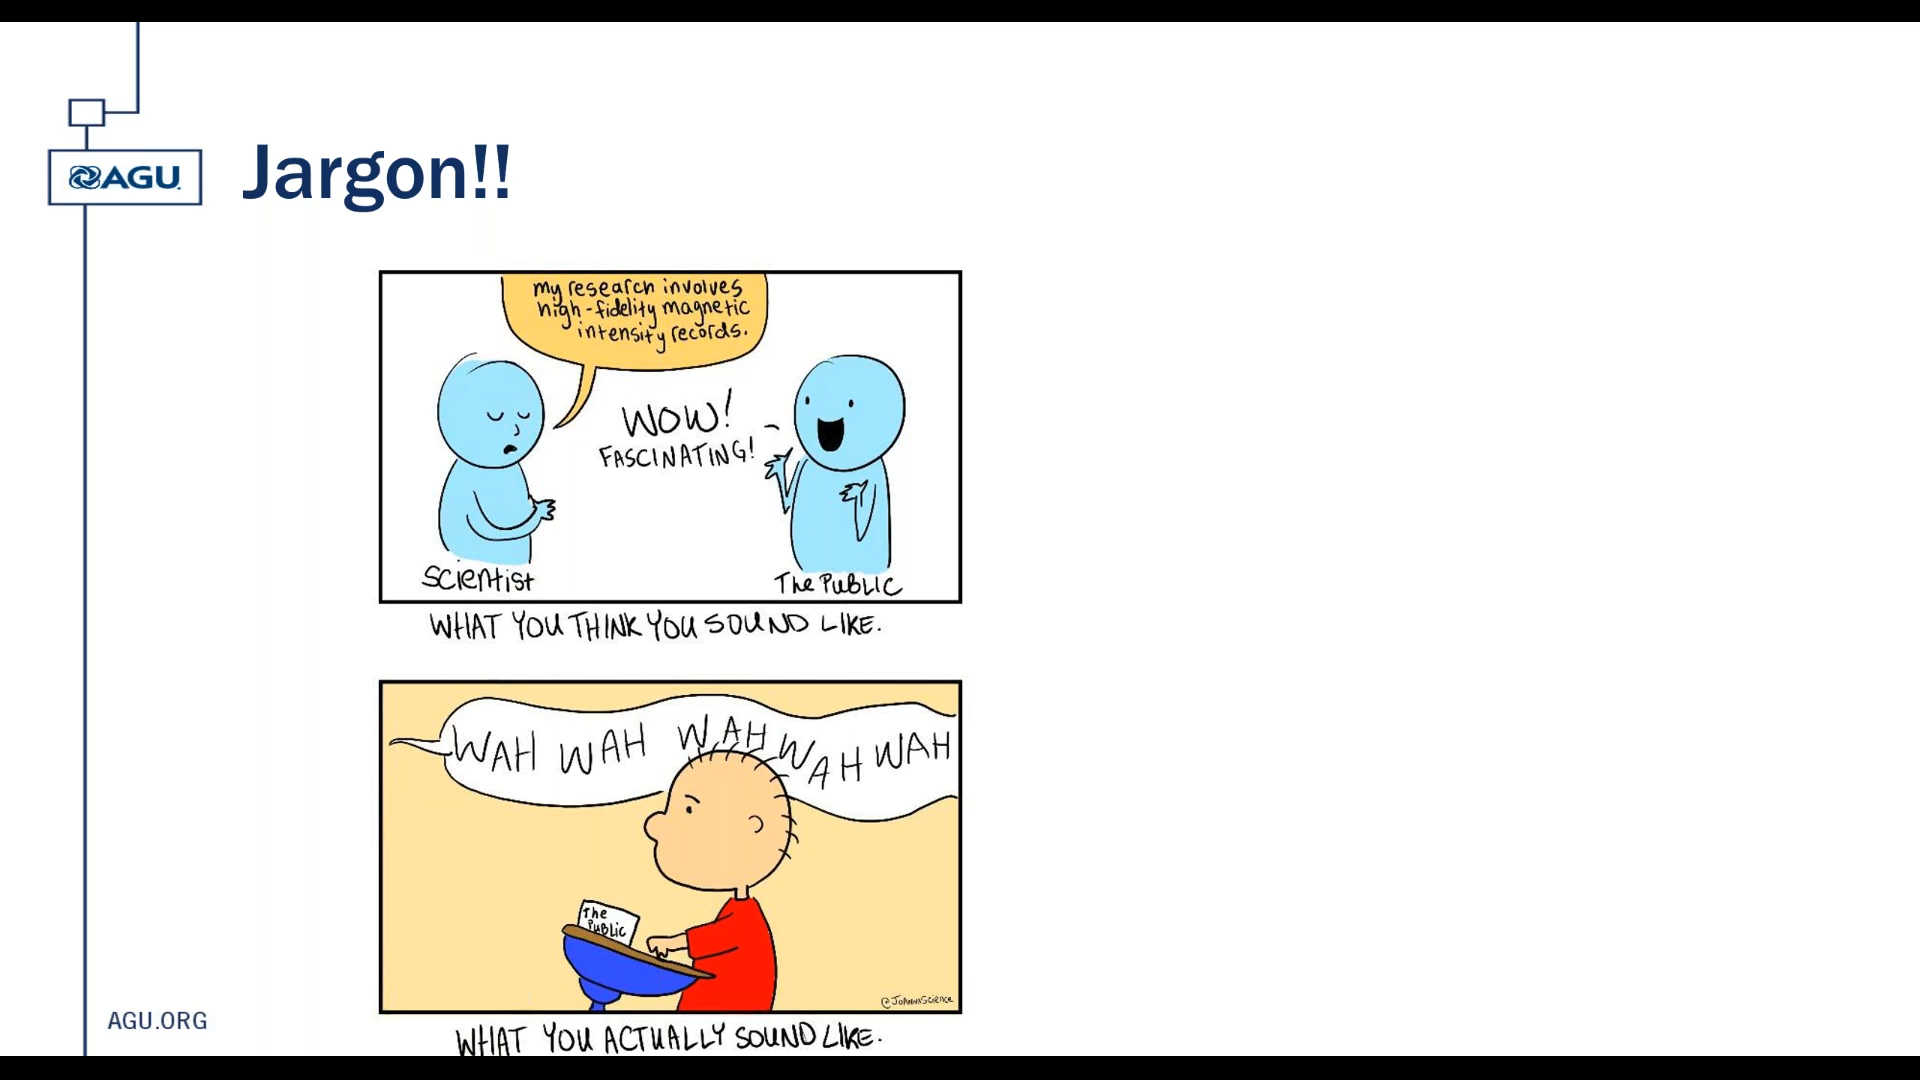 AGU
Jargon!!
my research involves
high-fidelity magnetic
intensity records.
WOW!
FASCINATING!
Scientist
The PUBLIC
WHAT YOU THINK YOU SOUND LIKE.
WAH WAH WAH WAH WAH
The
PUBLIC
@JoAnnaScience
AGU.ORG
WHAT YOU ACTUALLY SOUND LIKE.